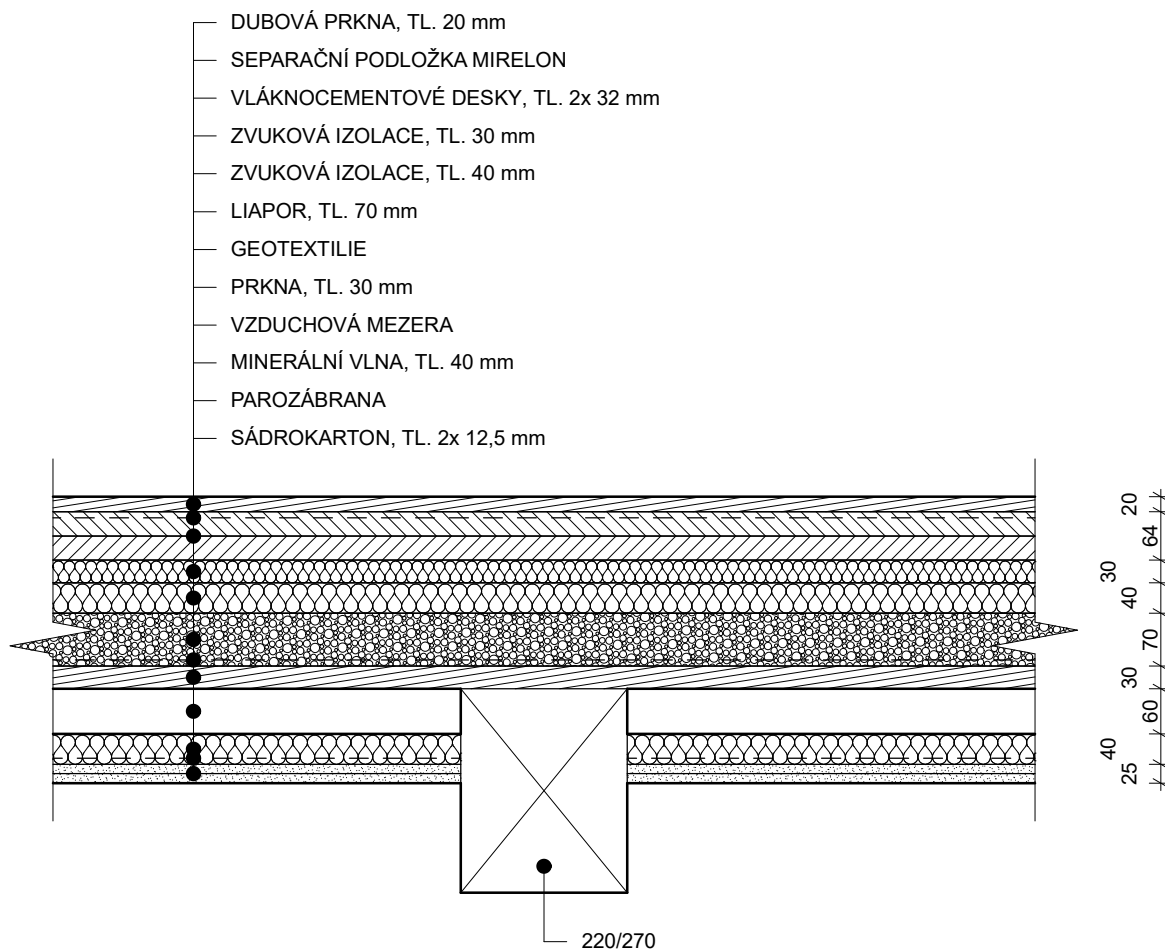 DUBOVÁ PRKNA, TL. 20 mm
SEPARAČNÍ PODLOŽKA MIRELON
VLÁKNOCEMENTOVÉ DESKY, TL. 2x 32 mm
ZVUKOVÁ IZOLACE, TL. 30 mm
ZVUKOVÁ IZOLACE, TL. 40 mm
LIAPOR, TL. 70 mm
GEOTEXTILIE
PRKNA, TL. 30 mm
VZDUCHOVÁ MEZERA
MINERÁLNÍ VLNA, TL. 40 mm
PAROZÁBRANA
SÁDROKARTON, TL. 2x 12,5 mm
20
64
30
40
70
30
60
40
25
220/270